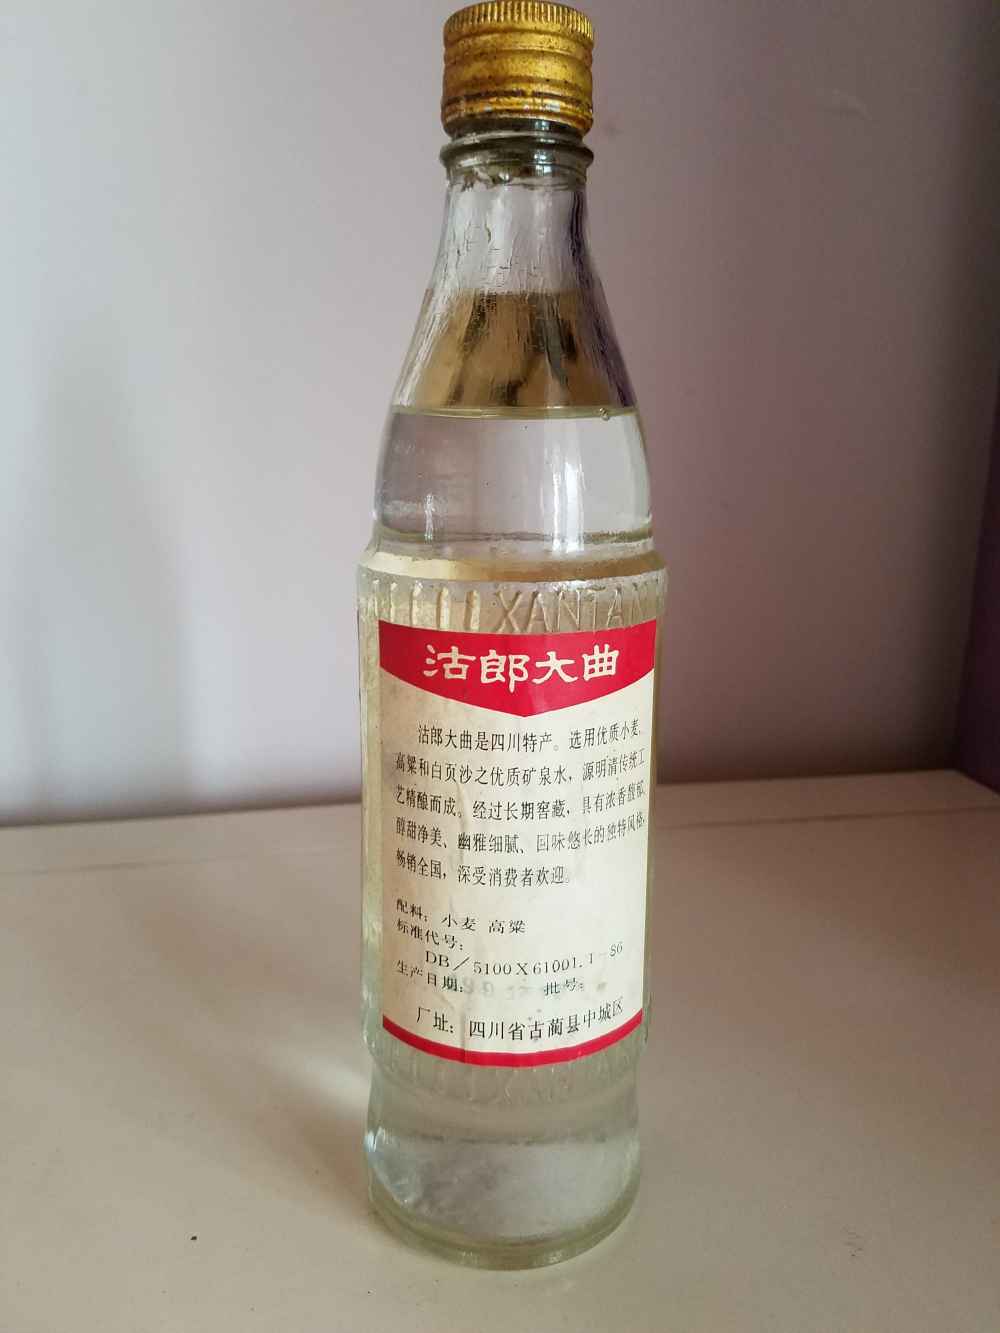 XANTAN
沽郎大曲
沽郎大曲是四川特产。选用优质小麦、
高粱和白页沙之优质矿泉水，源明清传统工
艺精酿而成。经过长期窖藏，具有浓香馥郁、
醇甜净美、幽雅细腻、回味悠长的独特风格，
畅销全国，深受消费者欢迎。
配料：小麦 高粱
标准代号：
DB／5100X61001.1－86
生产日期： 批号：
厂址：四川省古蔺县中城区